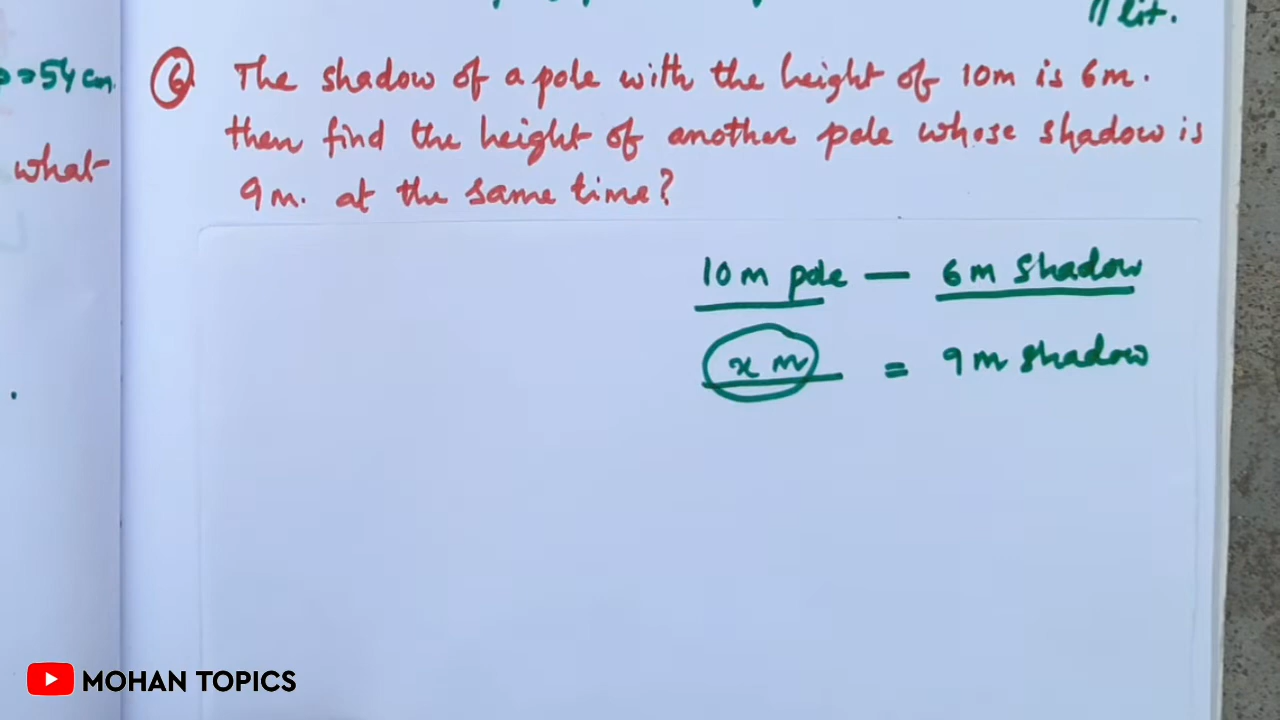 11 lit.
= 54 cm.
what
6 The shadow of a pole with the height of 10m is 6m.
then find the height of another pole whose shadow is
9m. at the same time?
10m pole — 6m shadow
x m = 9m shadow
MOHAN TOPICS